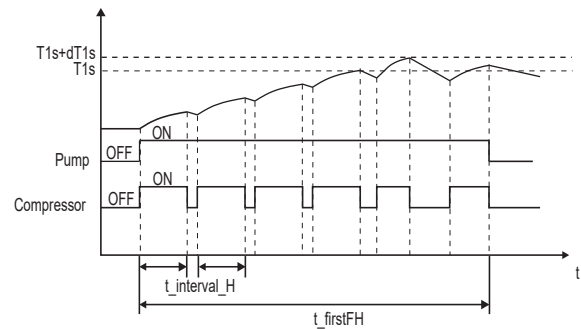 T1s+dT1s
T1s
ON
Pump
OFF
ON
Compressor
OFF
t
t_interval_H
t_firstFH